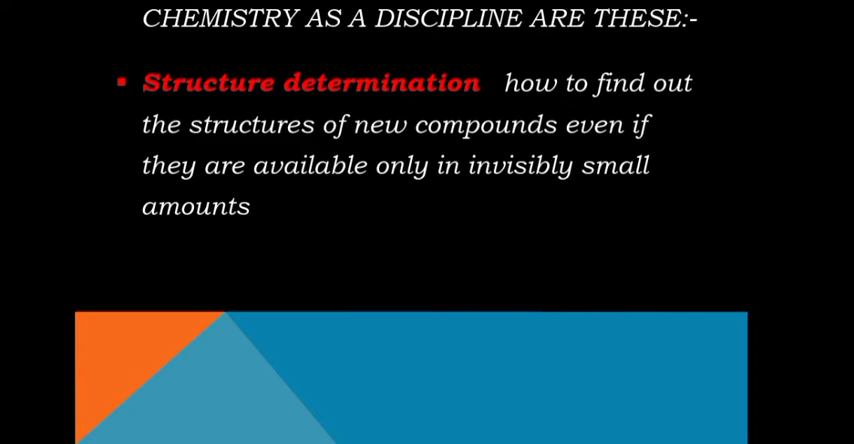 CHEMISTRY AS A DISCIPLINE ARE THESE:-
▪ Structure determination how to find out
the structures of new compounds even if
they are available only in invisibly small
amounts